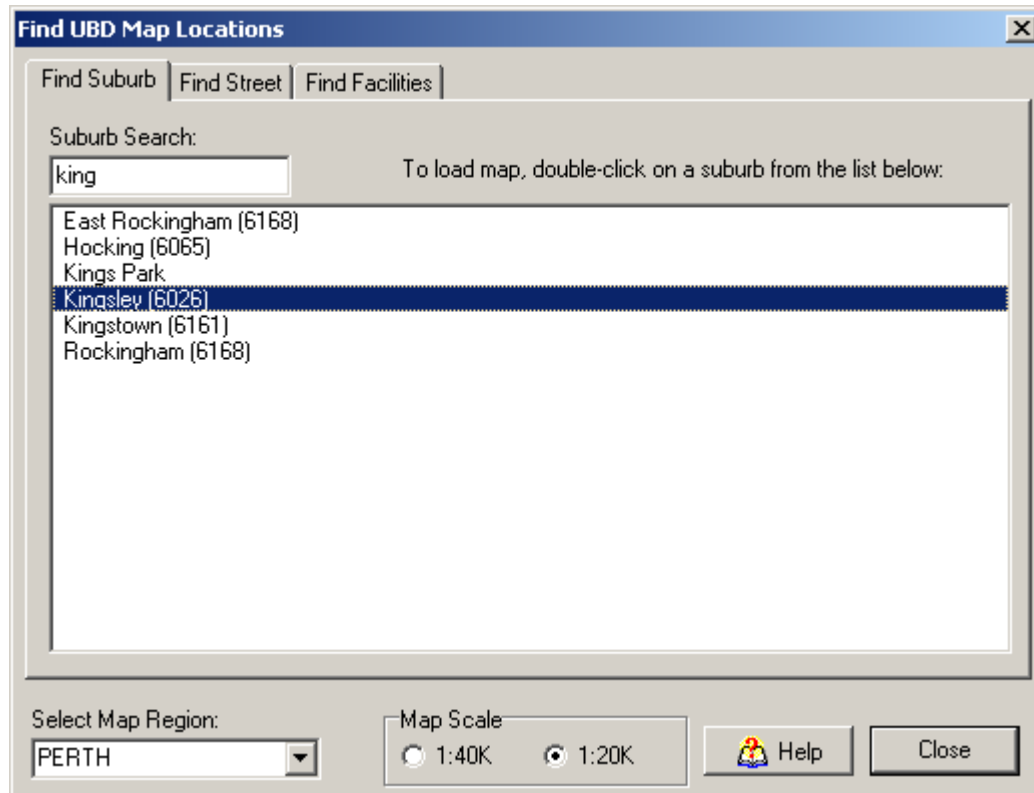 Find UBD Map Locations
Find Suburb Find Street Find Facilities
Suburb Search:
king
To load map, double-click on a suburb from the list below:
East Rockingham (6168)
Hocking (6065)
Kings Park
Kingsley (6026)
Kingstown (6161)
Rockingham (6168)
Select Map Region:
PERTH
Map Scale
1:40K 1:20K
Help
Close